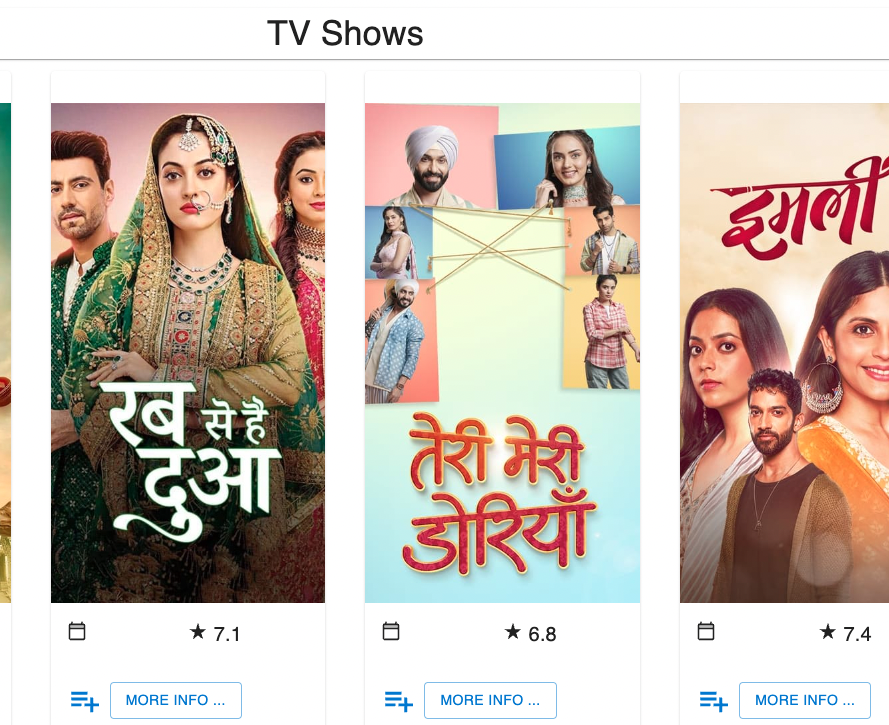 TV Shows
रब से है
दुआ
तेरी मेरी
डोरियाँ
इमली
7.1
6.8
7.4
MORE INFO ...
MORE INFO ...
MORE INFO ...